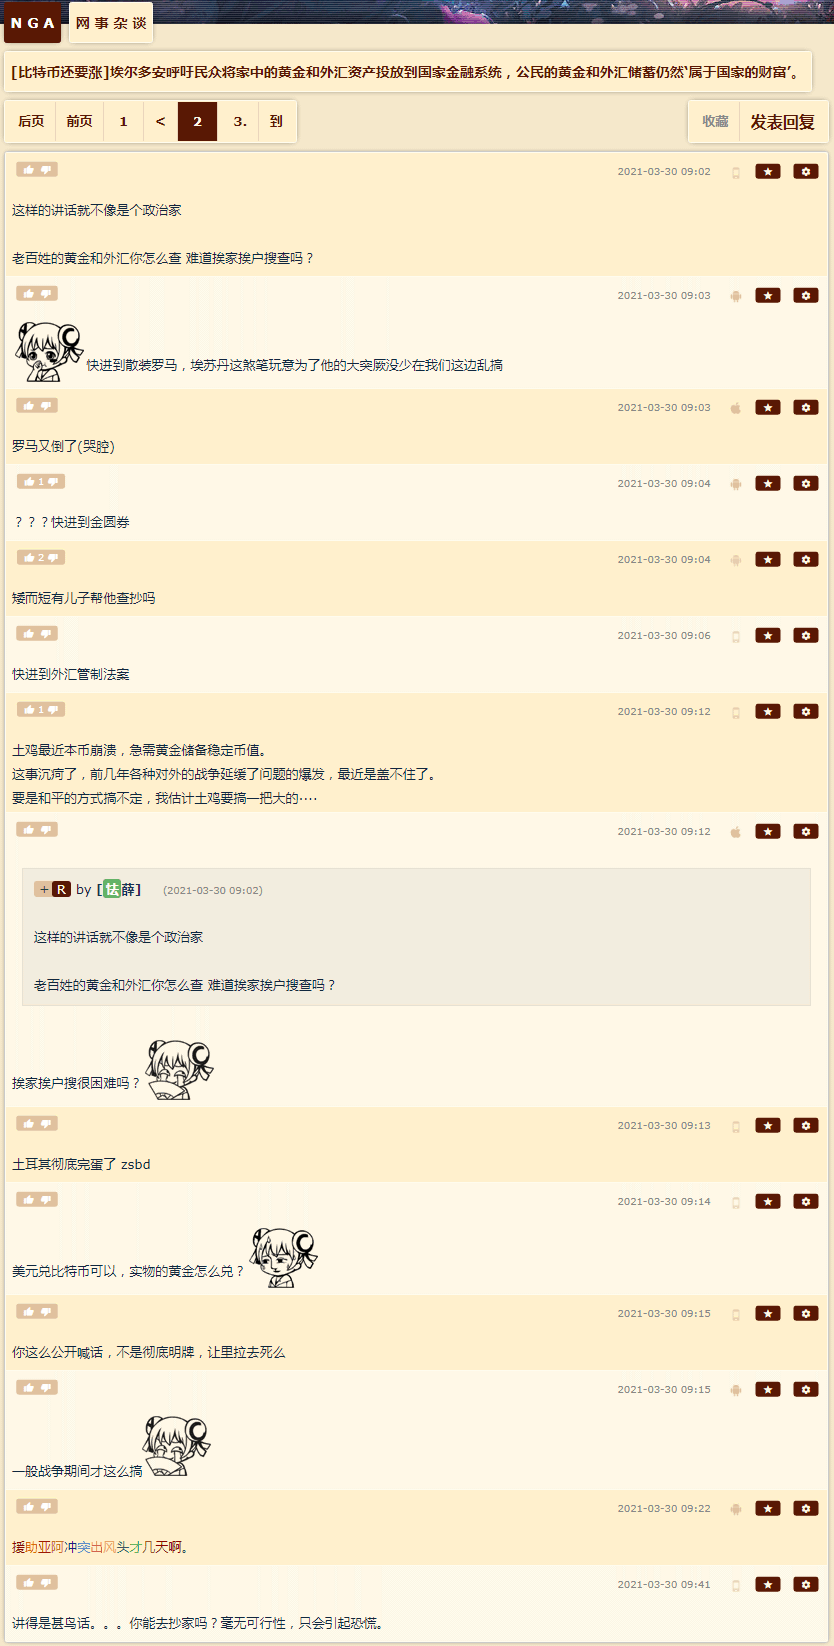 NGA 网事杂谈
[比特币还要涨]埃尔多安呼吁民众将家中的黄金和外汇资产投放到国家金融系统，公民的黄金和外汇储蓄仍然‘属于国家的财富’。
后页 前页 1 < 2 3. 到 收藏 发表回复
2021-03-30 09:02
这样的讲话就不像是个政治家
老百姓的黄金和外汇你怎么查 难道挨家挨户搜查吗？
2021-03-30 09:03
快进到散装罗马，埃苏丹这煞笔玩意为了他的大突厥没少在我们这边乱搞
2021-03-30 09:03
罗马又倒了(哭腔)
1 2021-03-30 09:04
？？？快进到金圆券
2 2021-03-30 09:04
矮而短有儿子帮他查抄吗
2021-03-30 09:06
快进到外汇管制法案
1 2021-03-30 09:12
土鸡最近本币崩溃，急需黄金储备稳定币值。
这事沉疴了，前几年各种对外的战争延缓了问题的爆发，最近是盖不住了。
要是和平的方式搞不定，我估计土鸡要搞一把大的····
2021-03-30 09:12
+ R by [怯薛] (2021-03-30 09:02)
这样的讲话就不像是个政治家
老百姓的黄金和外汇你怎么查 难道挨家挨户搜查吗？
挨家挨户搜很困难吗？
2021-03-30 09:13
土耳其彻底完蛋了 zsbd
2021-03-30 09:14
美元兑比特币可以，实物的黄金怎么兑？
2021-03-30 09:15
你这么公开喊话，不是彻底明牌，让里拉去死么
2021-03-30 09:15
一般战争期间才这么搞
2021-03-30 09:22
援助亚阿冲突出风头才几天啊。
2021-03-30 09:41
讲得是甚鸟话。。。你能去抄家吗？毫无可行性，只会引起恐慌。